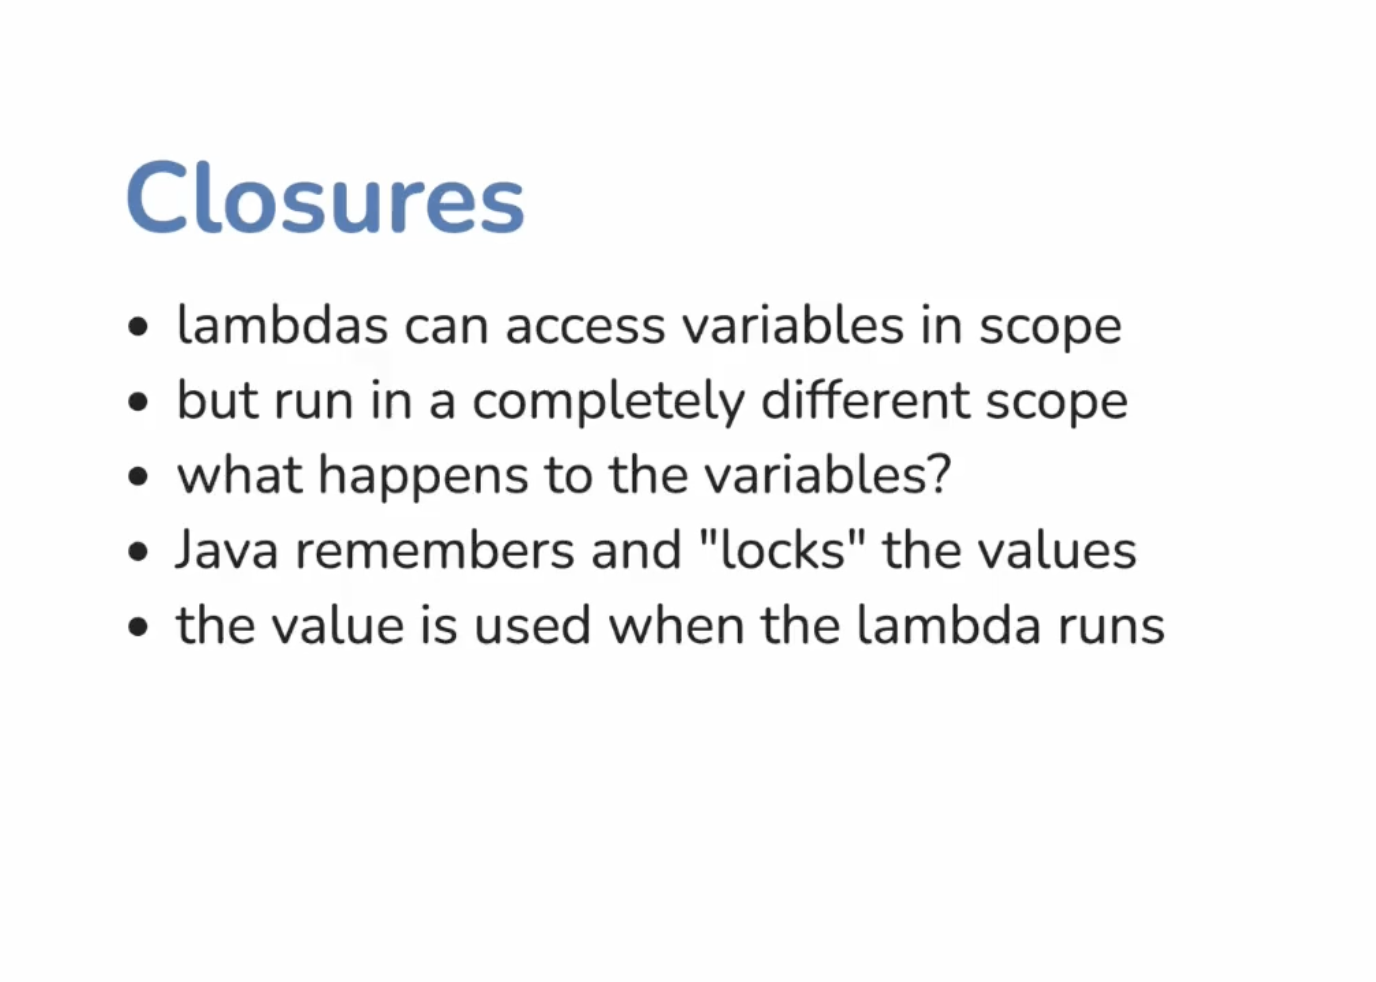 Closures
• lambdas can access variables in scope
• but run in a completely different scope
• what happens to the variables?
• Java remembers and "locks" the values
• the value is used when the lambda runs